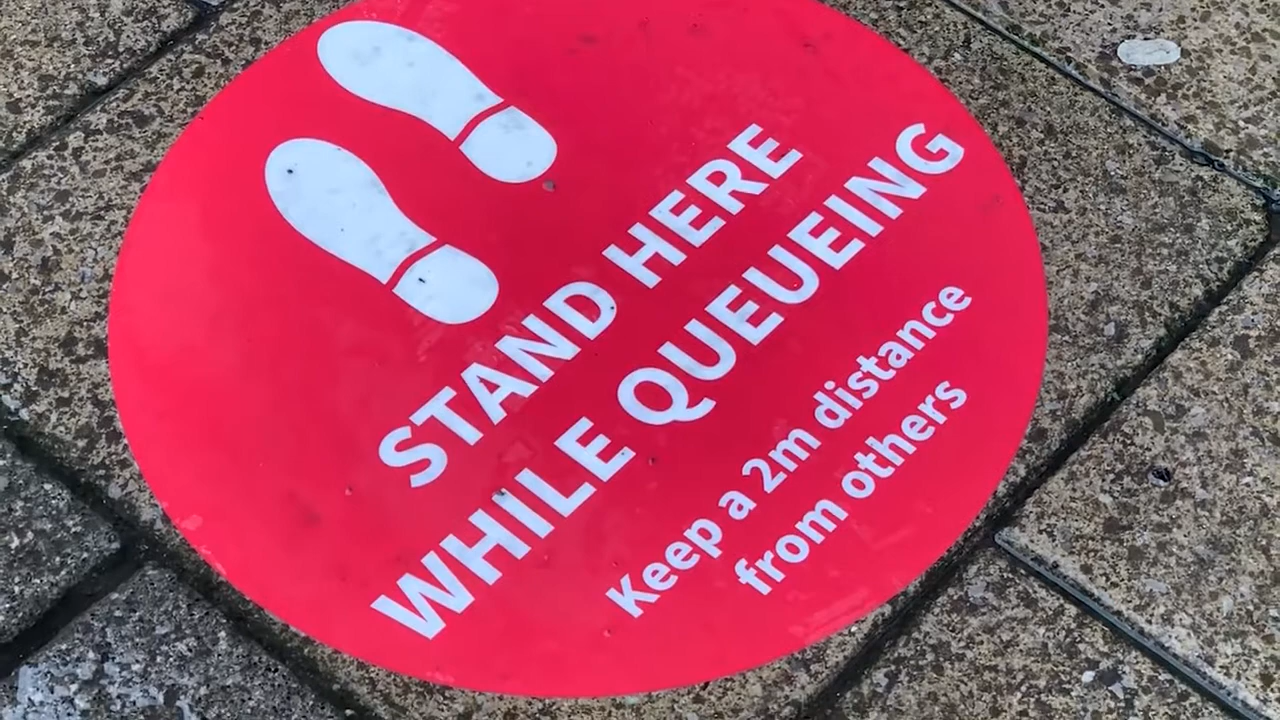 STAND HERE
WHILE QUEUEING
Keep a 2m distance
from others